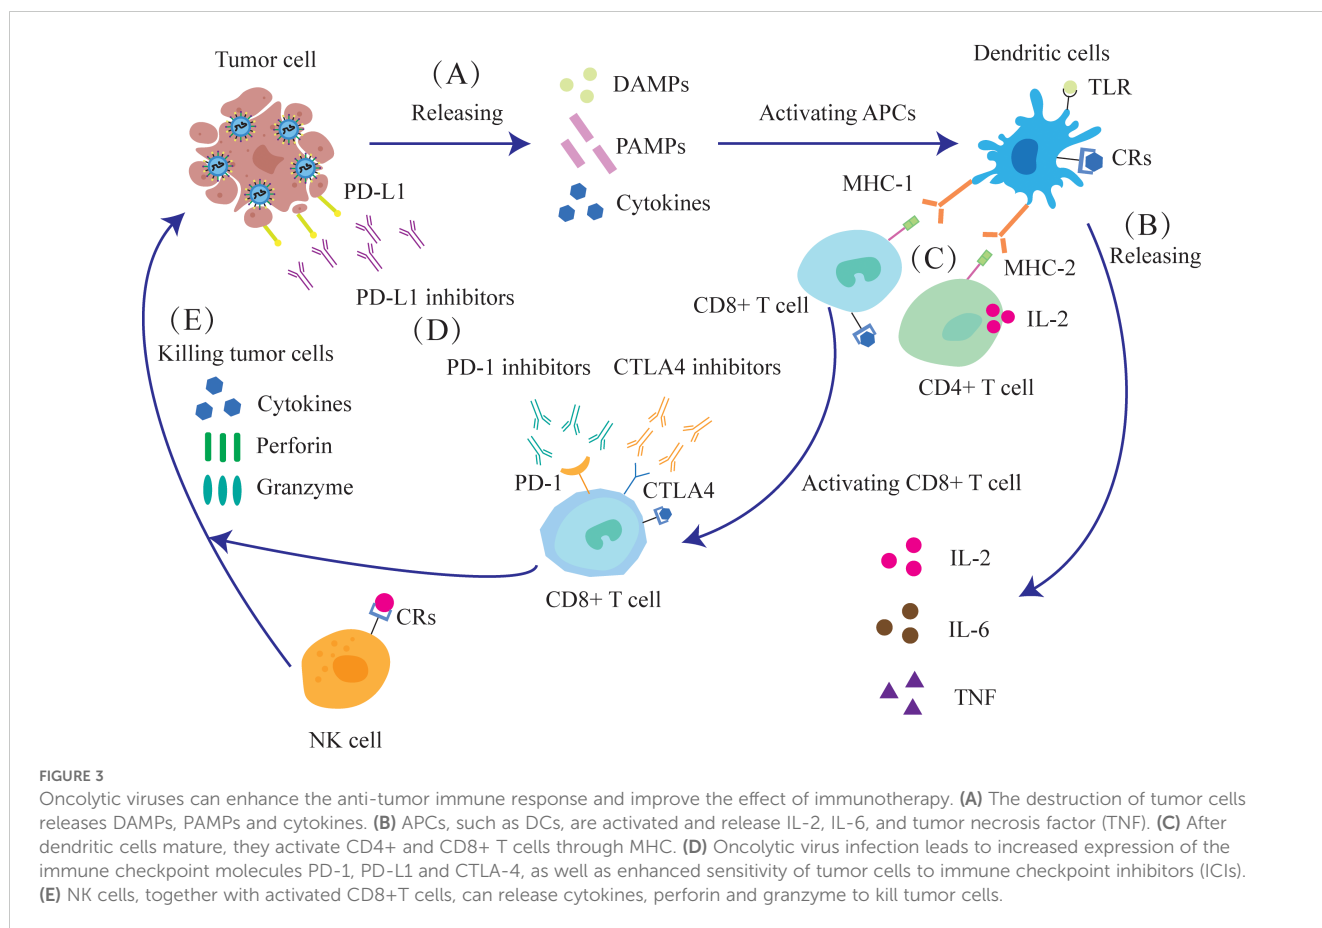 Tumor cell
(A)
Releasing
DAMPs
PAMPs
Cytokines
Activating APCs
Dendritic cells
TLR
CRs
MHC-1
MHC-2
(B)
Releasing
(C)
CD8+ T cell
IL-2
CD4+ T cell
PD-L1
PD-L1 inhibitors
(D)
PD-1 inhibitors
CTLA4 inhibitors
PD-1
CTLA4
CD8+ T cell
Activating CD8+ T cell
IL-2
IL-6
TNF
(E)
Killing tumor cells
Cytokines
Perforin
Granzyme
CRs
NK cell
FIGURE 3
Oncolytic viruses can enhance the anti-tumor immune response and improve the effect of immunotherapy. (A) The destruction of tumor cells
releases DAMPs, PAMPs and cytokines. (B) APCs, such as DCs, are activated and release IL-2, IL-6, and tumor necrosis factor (TNF). (C) After
dendritic cells mature, they activate CD4+ and CD8+ T cells through MHC. (D) Oncolytic virus infection leads to increased expression of the
immune checkpoint molecules PD-1, PD-L1 and CTLA-4, as well as enhanced sensitivity of tumor cells to immune checkpoint inhibitors (ICIs).
(E) NK cells, together with activated CD8+T cells, can release cytokines, perforin and granzyme to kill tumor cells.